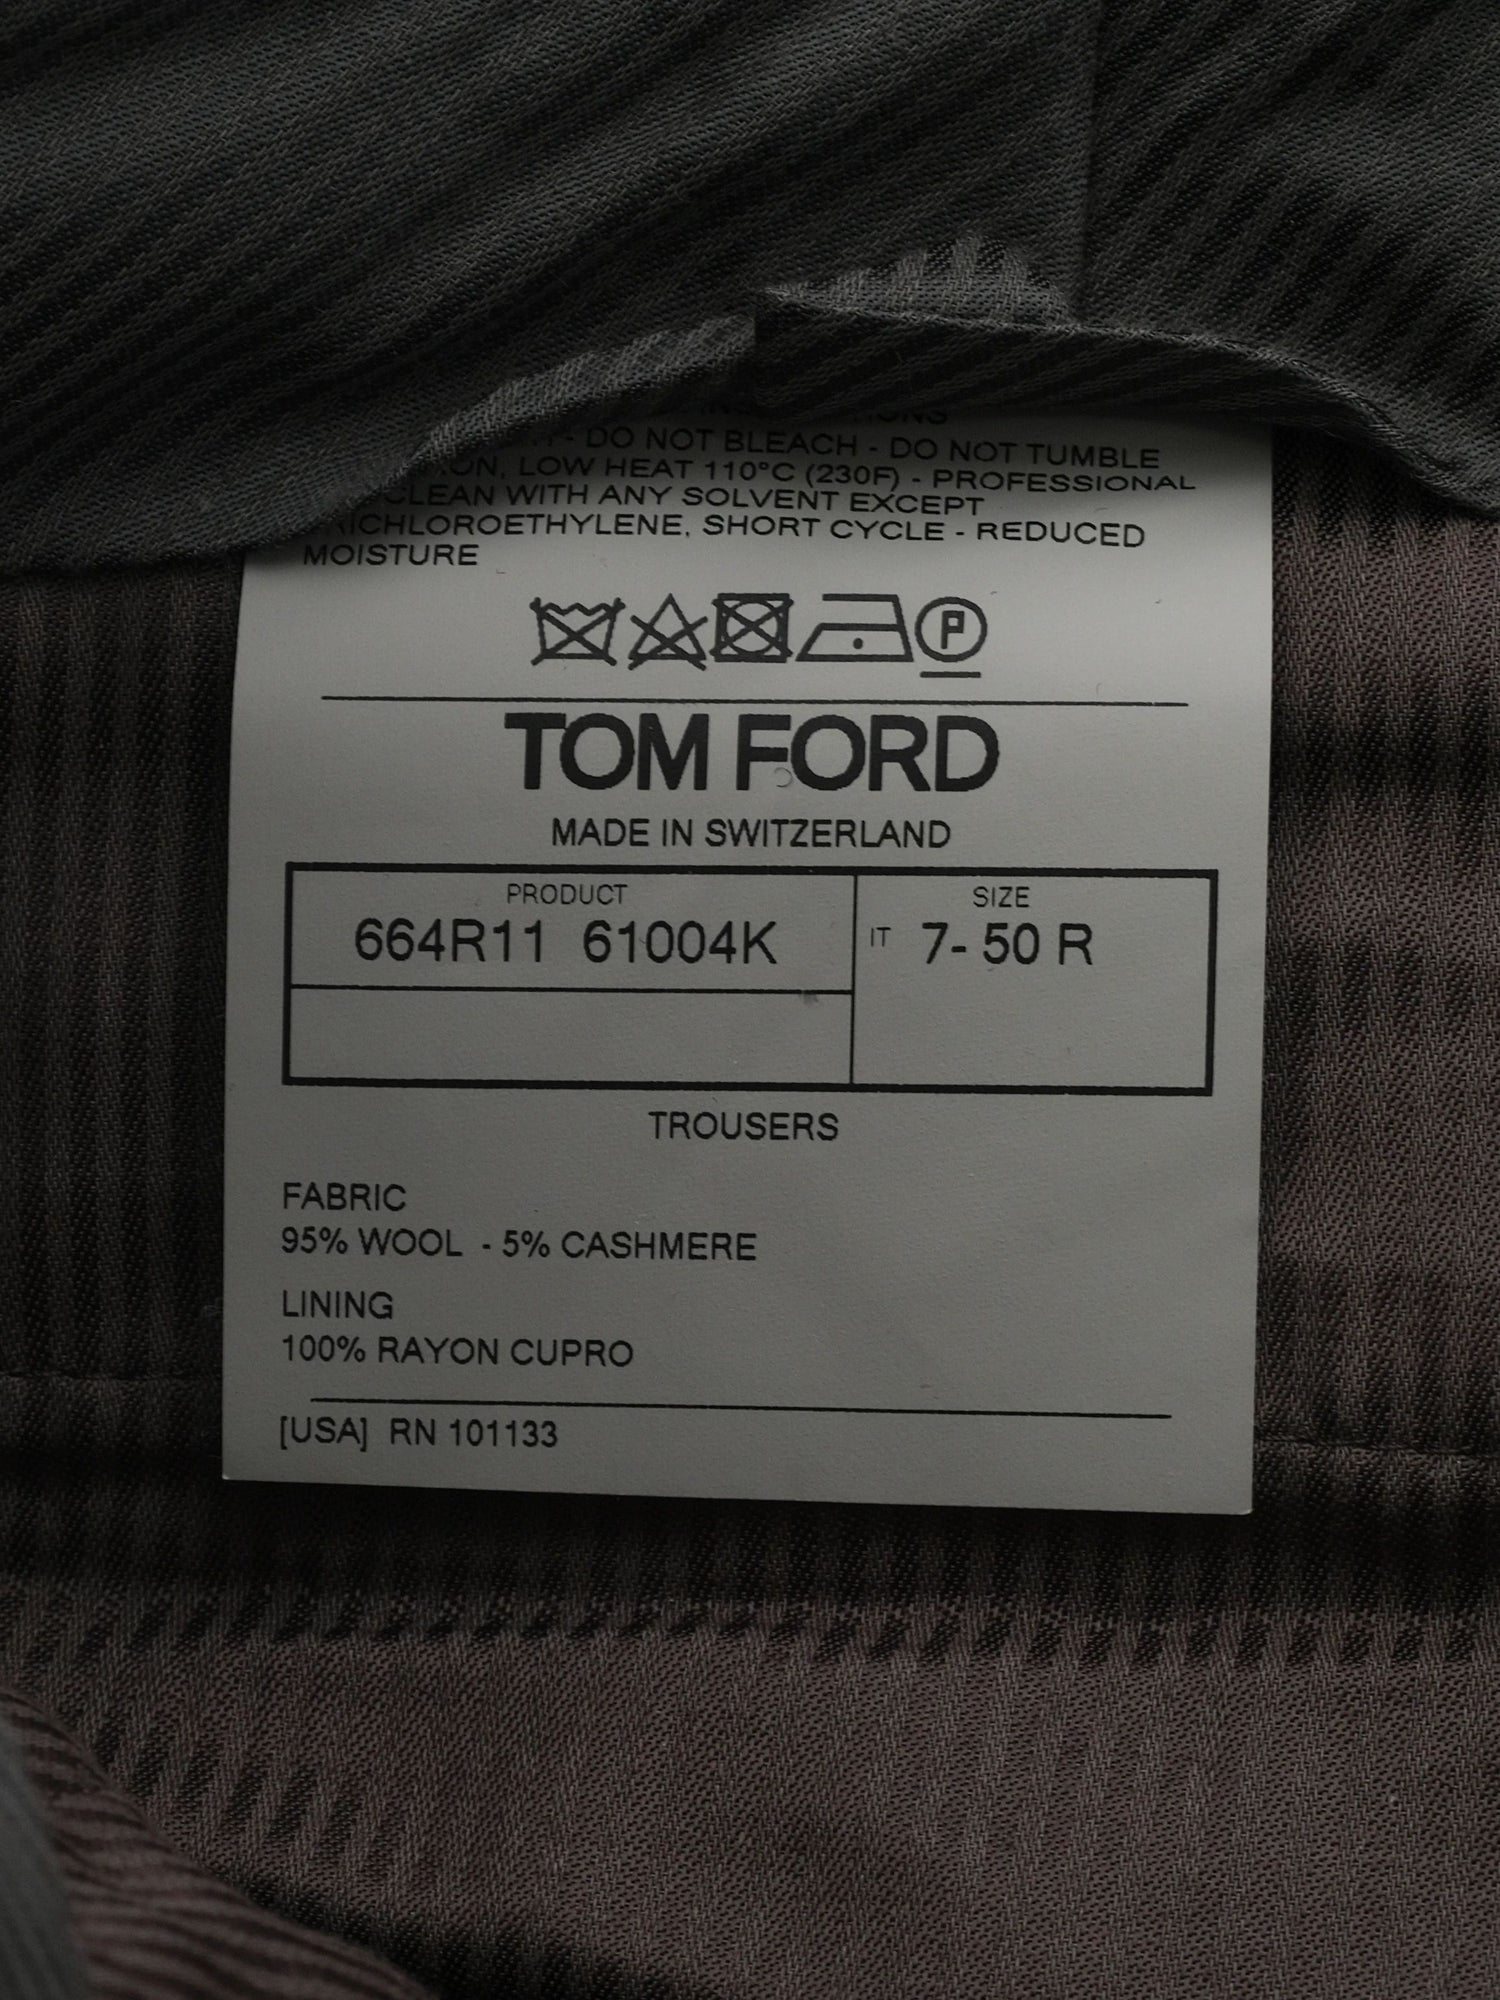 - DO NOT BLEACH - DO NOT TUMBLE
LOW HEAT 110°C (230F) - PROFESSIONAL
CLEAN WITH ANY SOLVENT EXCEPT
TRICHLOROETHYLENE, SHORT CYCLE - REDUCED
MOISTURE
P
TOM FORD
MADE IN SWITZERLAND
PRODUCT SIZE
664R11 61004K IT 7- 50 R
TROUSERS
FABRIC
95% WOOL - 5% CASHMERE
LINING
100% RAYON CUPRO
[USA] RN 101133